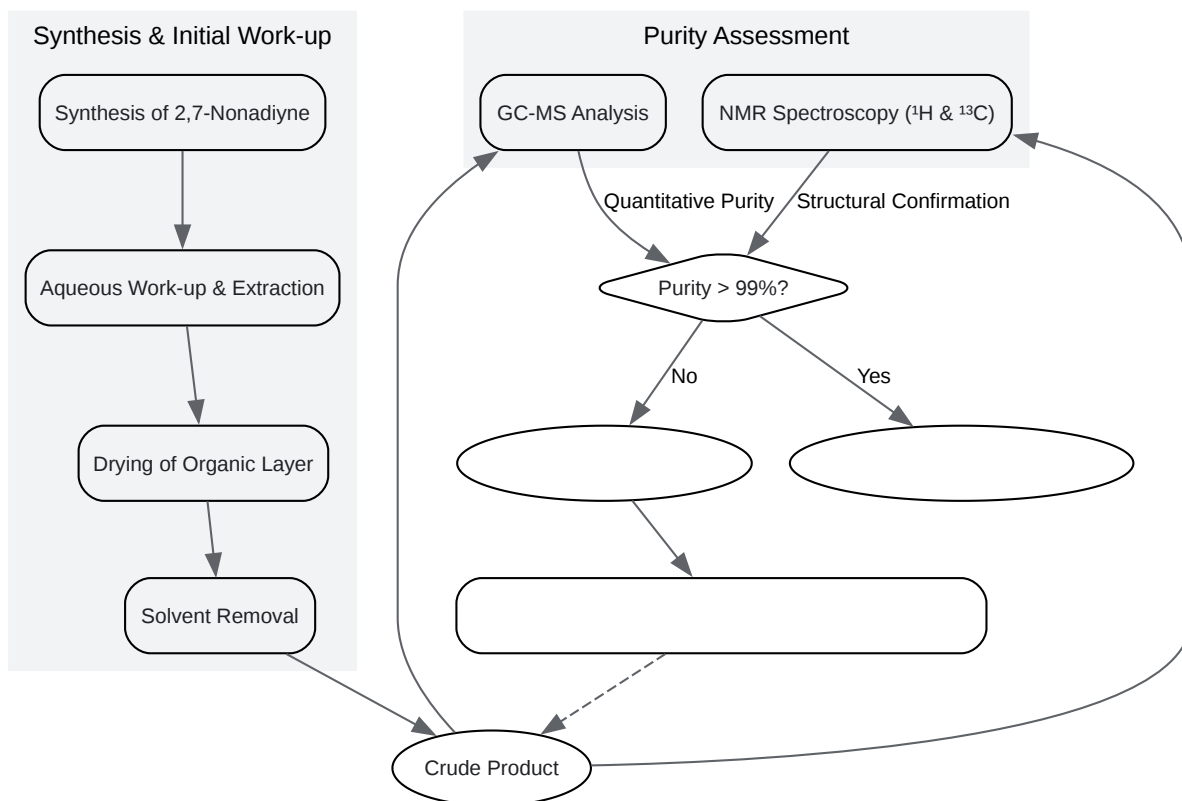 Synthesis & Initial Work-up
Synthesis of 2,7-Nonadiyne
Aqueous Work-up & Extraction
Drying of Organic Layer
Solvent Removal
Purity Assessment
GC-MS Analysis
NMR Spectroscopy (¹H & ¹³C)
Quantitative Purity
Structural Confirmation
Purity > 99%?
No
Yes
Crude Product